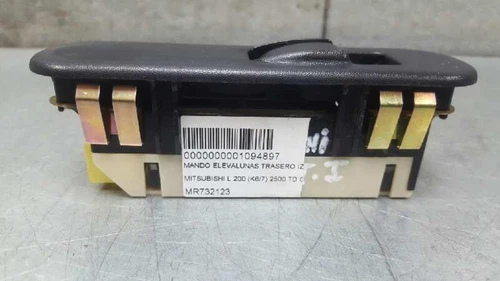 0000000001094897
MANDO ELEVALUNAS TRASERO IZ
MITSUBISHI L 200 (K6/7) 2500 TD C
MR732123
T.I